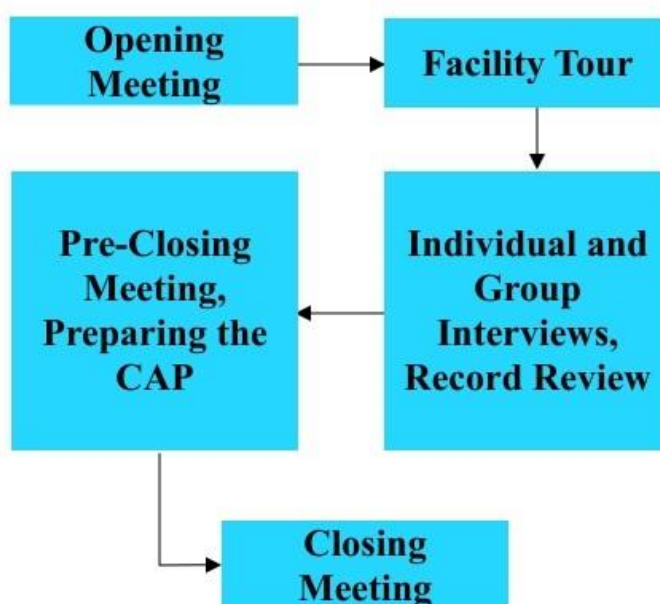 Opening
Meeting
Facility Tour
Individual and
Group
Interviews,
Record Review
Pre-Closing
Meeting,
Preparing the
CAP
Closing
Meeting